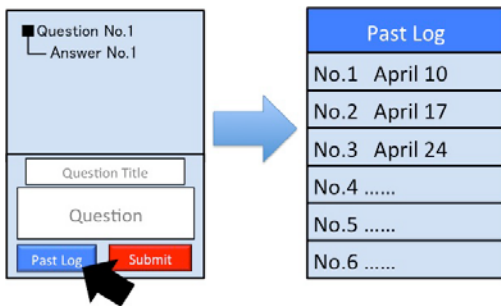 Question No.1
Answer No.1
Question Title
Question
Past Log
Submit
Past Log
No.1 April 10
No.2 April 17
No.3 April 24
No.4 ......
No.5 ......
No.6 ......